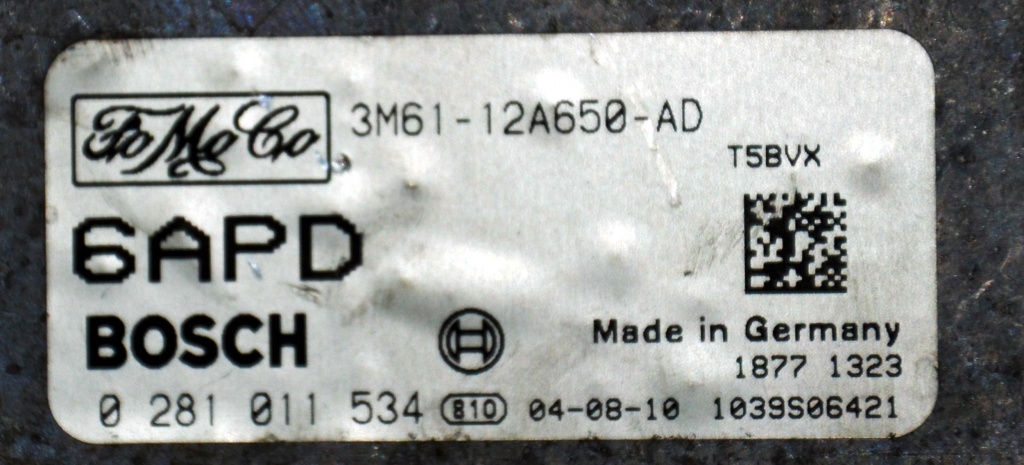 FoMoCo 3M61-12A650-AD
T5BVX
6APD
BOSCH
Made in Germany
1877 1323
0 281 011 534 810 04-08-10 1039S06421